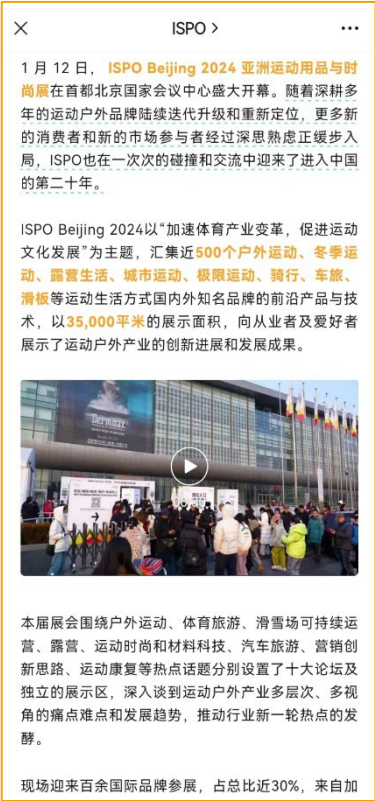 ISPO >
1 月 12 日， ISPO Beijing 2024 亚洲运动用品与时
尚展在首都北京国家会议中心盛大开幕。随着深耕多
年的运动户外品牌陆续迭代升级和重新定位，更多新
的消费者和新的市场参与者经过深思熟虑正缓步入
局，ISPO也在一次次的碰撞和交流中迎来了进入中国
的第二十年。
ISPO Beijing 2024以“加速体育产业变革，促进运动
文化发展”为主题，汇集近500个户外运动、冬季运
动、露营生活、城市运动、极限运动、骑行、车旅、
滑板等运动生活方式国内外知名品牌的前沿产品与技
术，以35,000平米的展示面积，向从业者及爱好者
展示了运动户外产业的创新进展和发展成果。
Dermizax
本届展会围绕户外运动、体育旅游、滑雪场可持续运
营、露营、运动时尚和材料科技、汽车旅游、营销创
新思路、运动康复等热点话题分别设置了十大论坛及
独立的展示区，深入谈到运动户外产业多层次、多视
角的痛点难点和发展趋势，推动行业新一轮热点的发
酵。
现场迎来百余国际品牌参展，占总比近30%，来自加